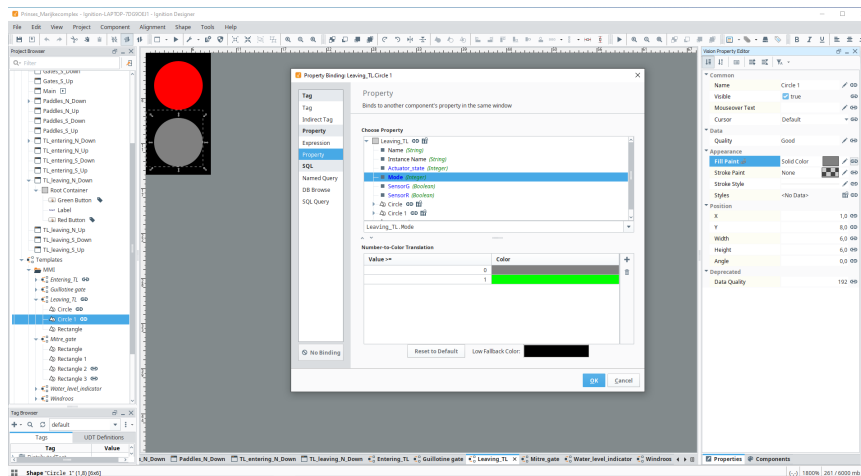 Prinses_Marijkecomplex - Ignition-LAPTOP-7E09O6J1 - Ignition Designer
File Edit View Project Component Alignment Shape Tools Help
Project Browser
Filter
Gates_S_Down
Gates_S_Up
Main
Paddles_N_Down
Paddles_N_Up
Paddles_S_Down
Paddles_S_Up
TL_entering_N_Down
TL_entering_N_Up
TL_entering_S_Down
TL_entering_S_Up
TL_leaving_N_Down
Root Container
Green Button
Label
Red Button
TL_leaving_N_Up
TL_leaving_S_Down
TL_leaving_S_Up
Templates
MMI
Entering_TL
Guillotine gate
Leaving_TL
Circle
Circle 1
Rectangle
Mitre_gate
Rectangle
Rectangle 1
Rectangle 2
Rectangle 3
Water_level_indicator
Windroos
Tag Browser
default
Tags UDT Definitions
Tag Value
Property Binding: Leaving_TL.Circle 1
Tag
Tag
Indirect Tag
Property
Expression
Property
SQL
Named Query
DB Browse
SQL Query
No Binding
Property
Binds to another component's property in the same window
Choose Property
Leaving_TL
Name (String)
Instance Name (String)
Actuator_state (Integer)
Mode (Integer)
SensorG (Boolean)
SensorR (Boolean)
Circle
Circle 1
Leaving_TL.Mode
Number-to-Color Translation
Value >= Color
0
1
Reset to Default Low Fallback Color:
OK Cancel
Vision Property Editor
Common
Name Circle 1
Visible true
Mouseover Text
Cursor Default
Data
Quality Good
Appearance
Fill Paint Solid Color
Stroke Paint None
Stroke Style
Styles <No Data>
Position
X 1,0
Y 8,0
Width 6,0
Height 6,0
Angle 0,0
Deprecated
Data Quality 192
s_N_Down Paddles_N_Down TL_entering_N_Down TL_leaving_N_Down Entering_TL Guillotine gate Leaving_TL Mitre_gate Water_level_indicator Windroos
Properties Components
Shape "Circle 1" [1,8] [6x6]
(-,-) 1800% 261 / 6000 mb